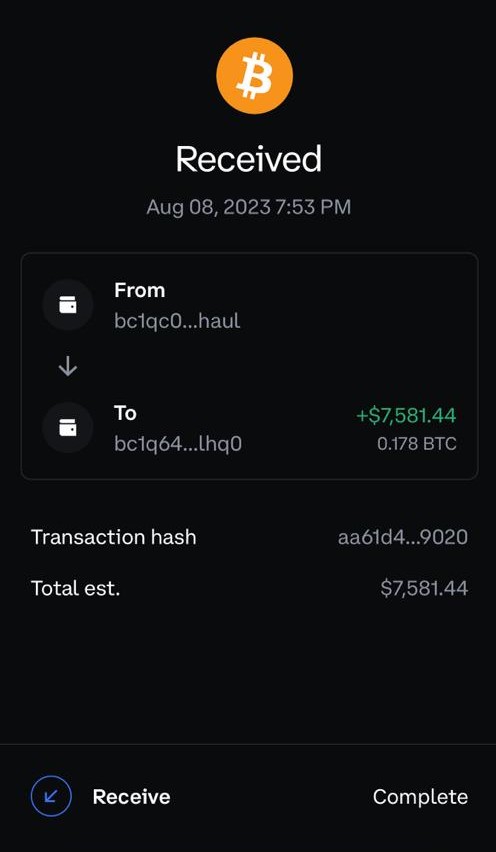 Received
Aug 08, 2023 7:53 PM
From
bc1qc0...haul
To
+$7,581.44
bc1q64...lhq0
0.178 BTC
Transaction hash
aa61d4...9020
Total est.
$7,581.44
Receive
Complete